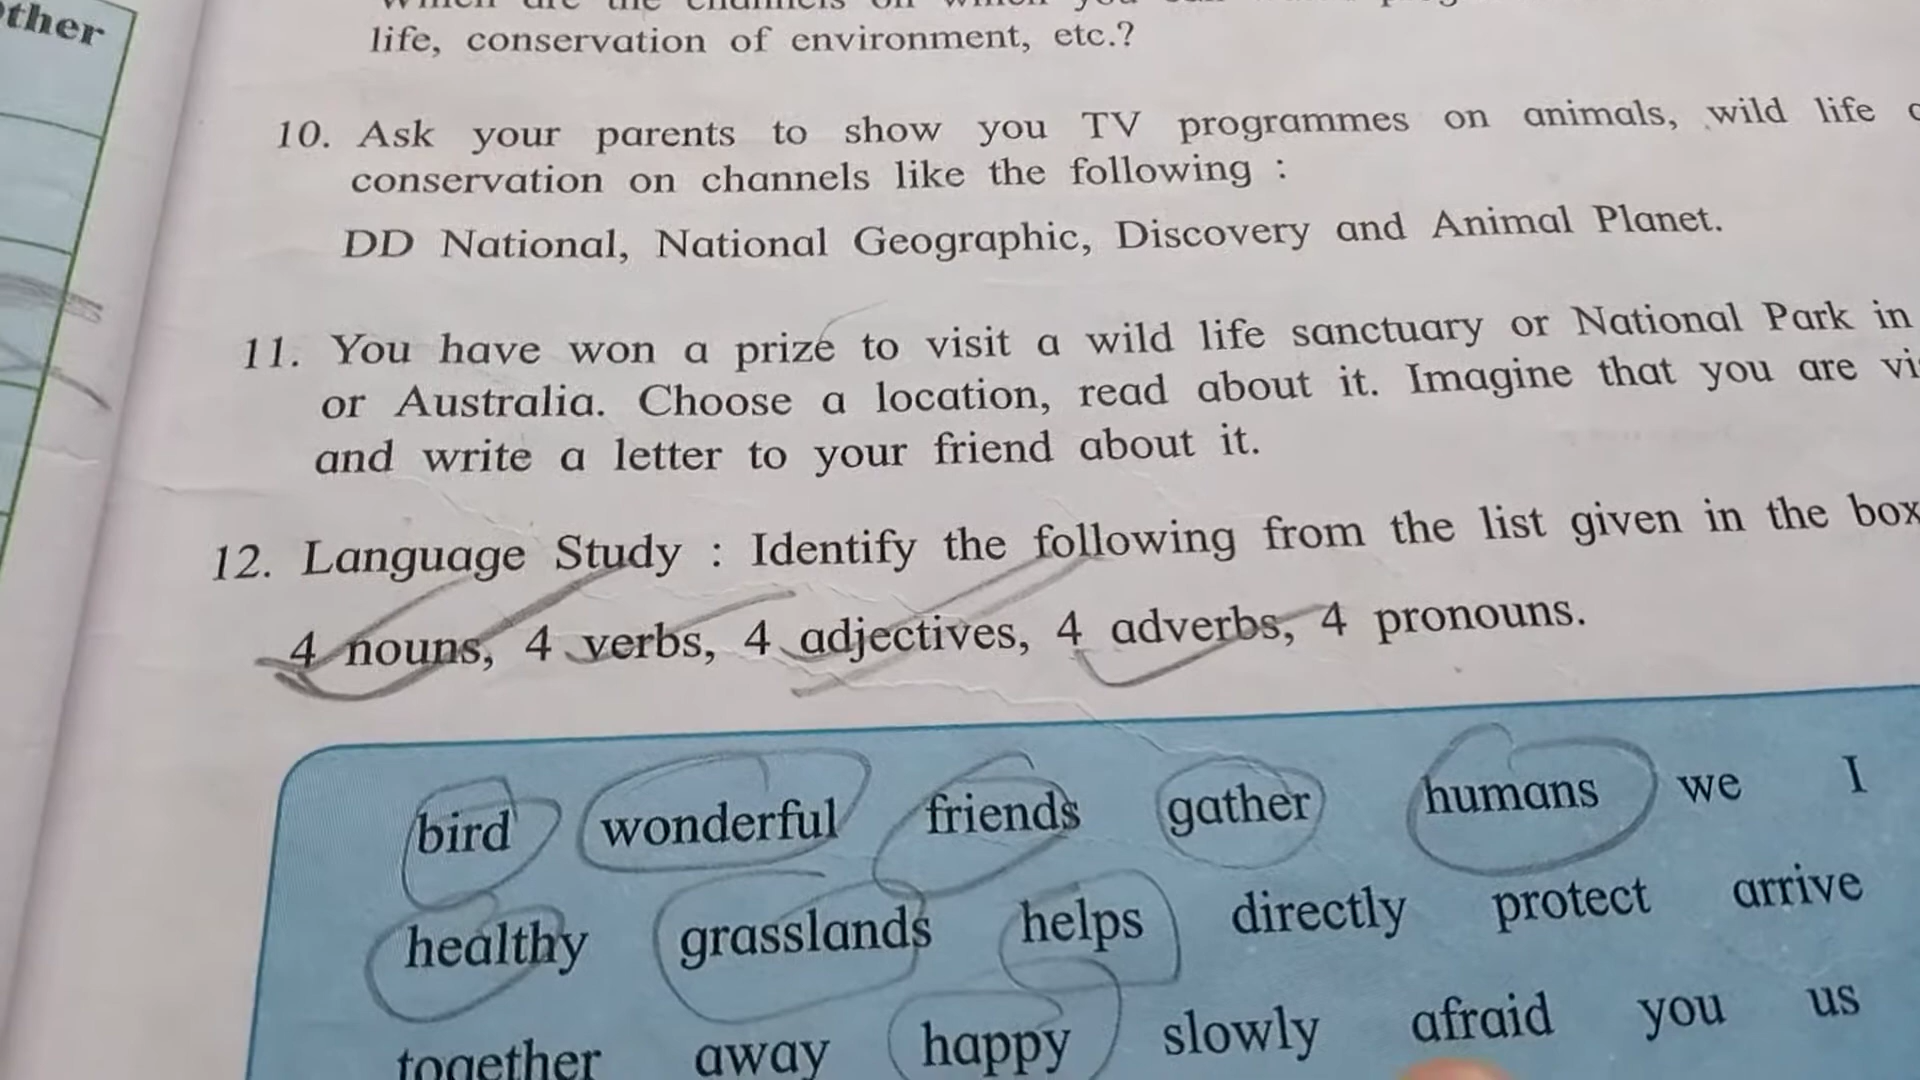 ther
life, conservation of environment, etc.?
10. Ask your parents to show you TV programmes on animals, wild life
conservation on channels like the following :
DD National, National Geographic, Discovery and Animal Planet.
11. You have won a prize to visit a wild life sanctuary or National Park in
or Australia. Choose a location, read about it. Imagine that you are
and write a letter to your friend about it.
12. Language Study : Identify the following from the list given in the box
4 nouns, 4 verbs, 4 adjectives, 4 adverbs, 4 pronouns.
bird wonderful friends gather humans we I
healthy grasslands helps directly protect arrive
together away happy slowly afraid you us